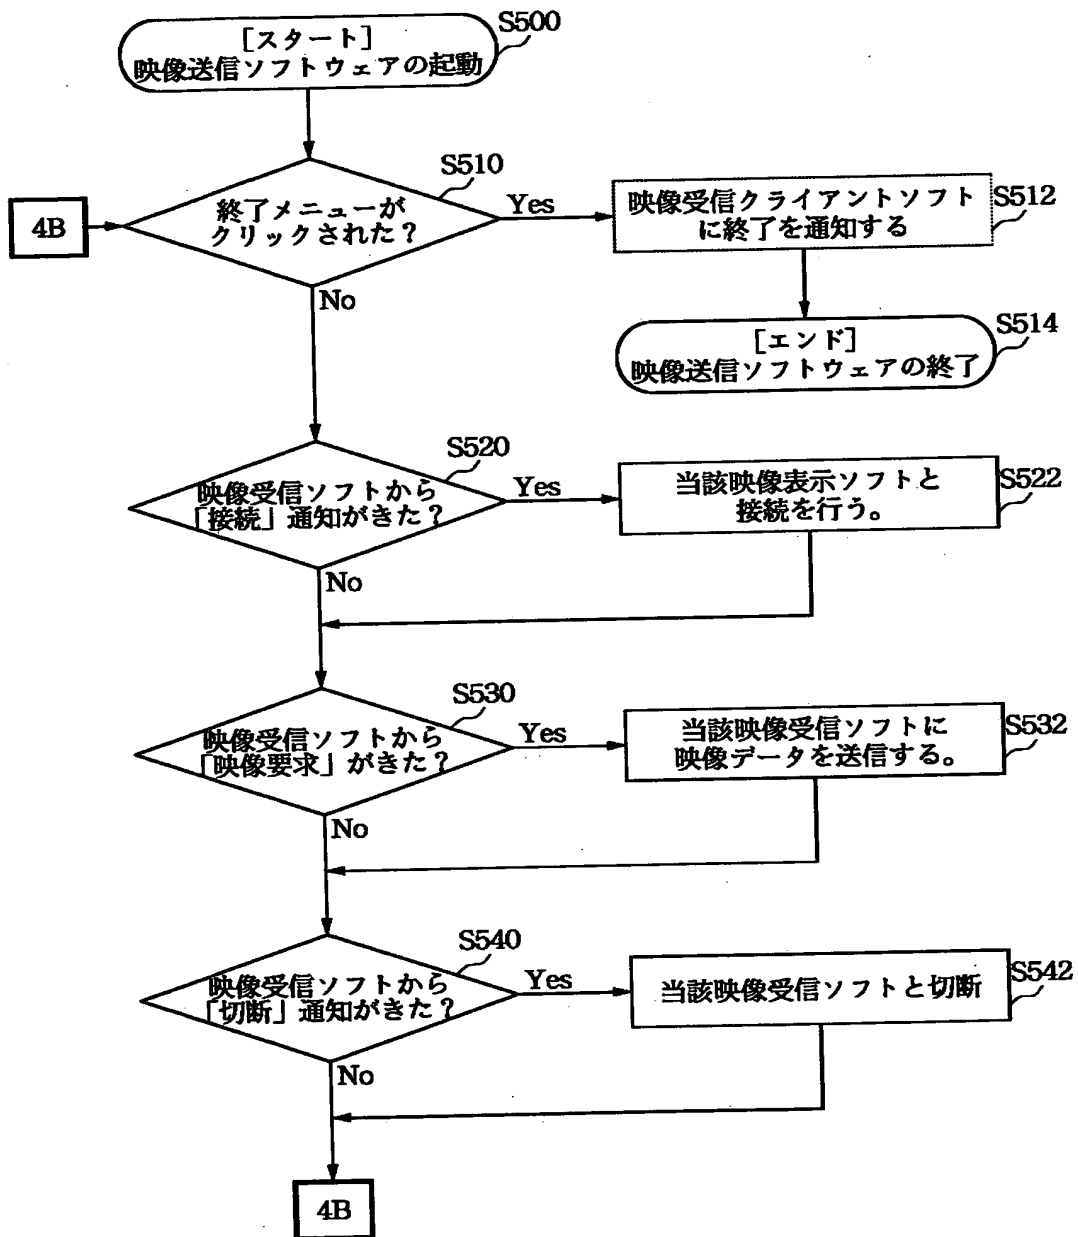 [スタート]
映像送信ソフトウェアの起動
S500
S510
終了メニューが
クリックされた?
4B
Yes
映像受信クライアントソフト
に終了を通知する
S512
No
[エンド]
映像送信ソフトウェアの終了
S514
S520
映像受信ソフトから
「接続」通知がきた?
Yes
当該映像表示ソフトと
接続を行う。
S522
No
S530
映像受信ソフトから
「映像要求」がきた?
Yes
当該映像受信ソフトに
映像データを送信する。
S532
No
S540
映像受信ソフトから
「切断」通知がきた?
Yes
当該映像受信ソフトと切断
S542
No
4B